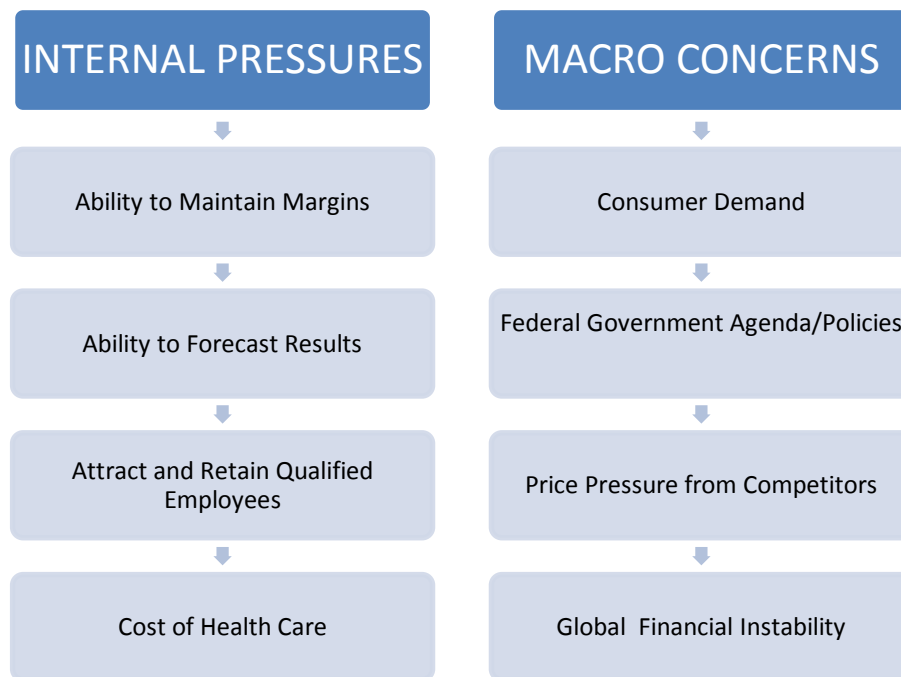 INTERNAL PRESSURES
Ability to Maintain Margins
Ability to Forecast Results
Attract and Retain Qualified
Employees
Cost of Health Care
MACRO CONCERNS
Consumer Demand
Federal Government Agenda/Policies
Price Pressure from Competitors
Global  Financial Instability